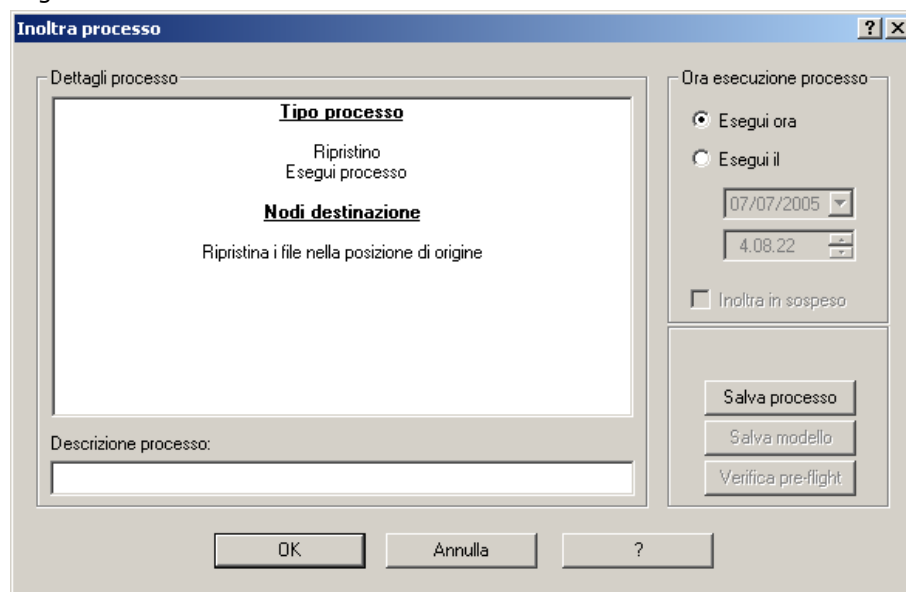 Inoltra processo
Dettagli processo
Tipo processo
Ripristino
Esegui processo
Nodi destinazione
Ripristina i file nella posizione di origine
Descrizione processo:
Ora esecuzione processo
Esegui ora
Esegui il
07/07/2005
4.08.22
Inoltra in sospeso
Salva processo
Salva modello
Verifica pre-flight
OK
Annulla
?